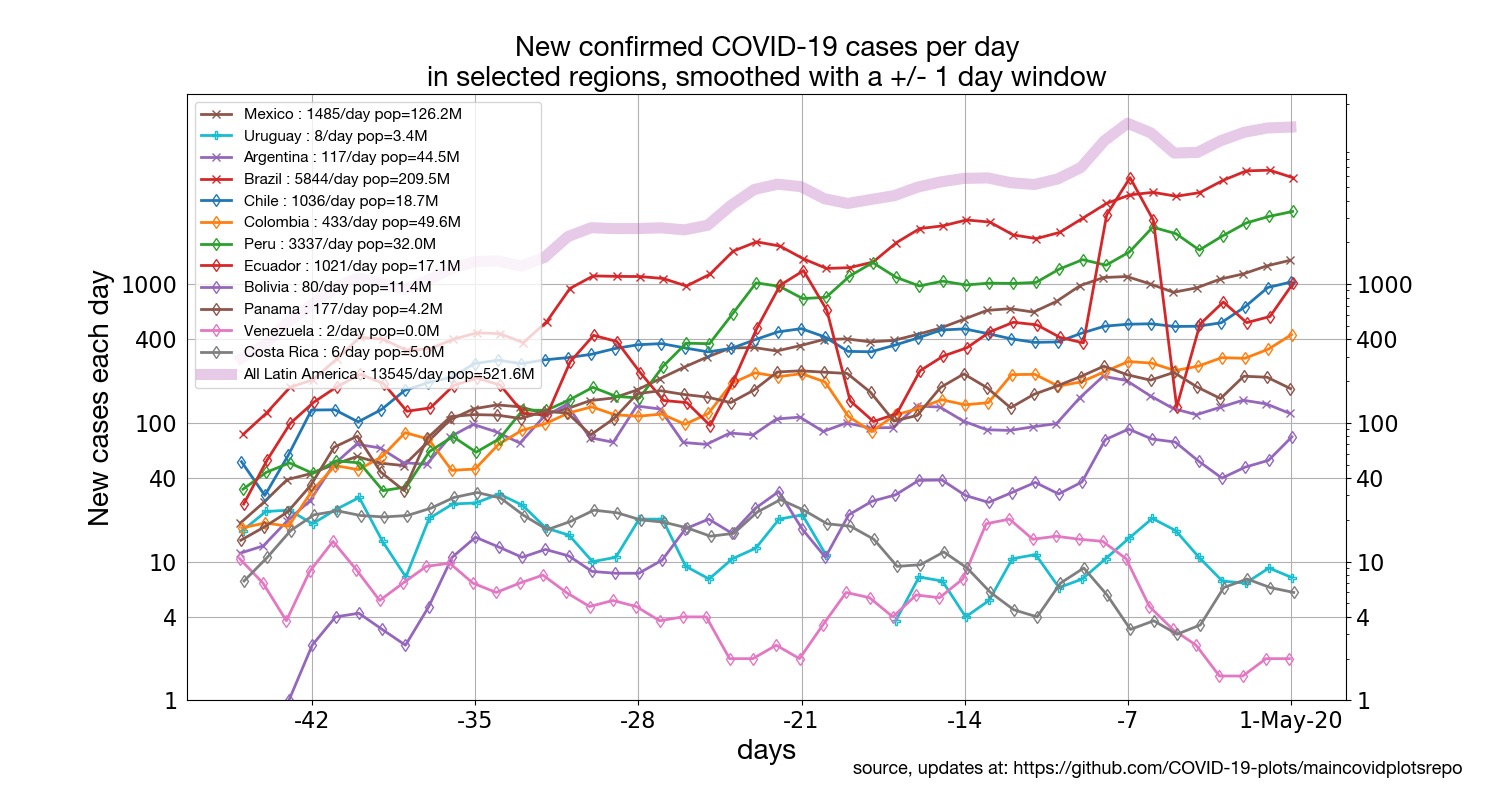 New confirmed COVID-19 cases per day
in selected regions, smoothed with a +/- 1 day window
Mexico : 1485/day pop=126.2M
Uruguay : 8/day pop=3.4M
Argentina : 117/day pop=44.5M
Brazil : 5844/day pop=209.5M
Chile : 1036/day pop=18.7M
Colombia : 433/day pop=49.6M
Peru : 3337/day pop=32.0M
Ecuador : 1021/day pop=17.1M
Bolivia : 80/day pop=11.4M
Panama : 177/day pop=4.2M
Venezuela : 2/day pop=0.0M
Costa Rica : 6/day pop=5.0M
All Latin America : 13545/day pop=521.6M
New cases each day
1000 1000
400 400
100 100
40 40
10 10
4 4
1 1
-42 -35 -28 -21 -14 -7 1-May-20
days
source, updates at: https://github.com/COVID-19-plots/maincovidplotsrepo